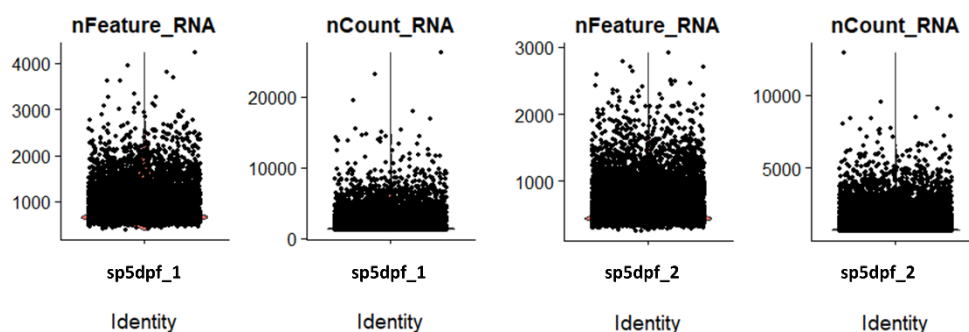 nFeature_RNA
4000
3000
2000
1000
sp5dpf_1
Identity
nCount_RNA
20000
10000
0
sp5dpf_1
Identity
nFeature_RNA
3000
2000
1000
sp5dpf_2
Identity
nCount_RNA
10000
5000
sp5dpf_2
Identity